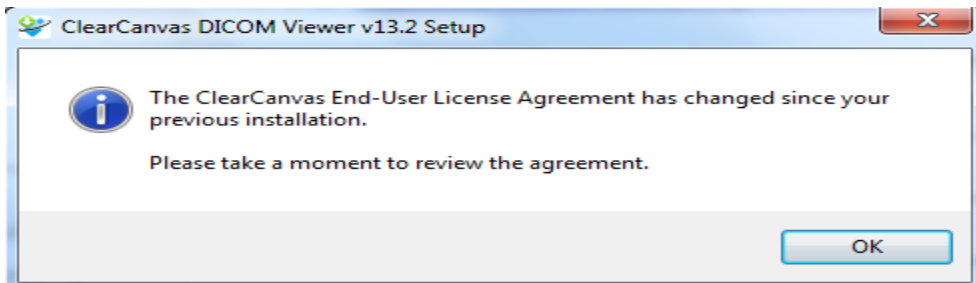 ClearCanvas DICOM Viewer v13.2 Setup
The ClearCanvas End-User License Agreement has changed since your
previous installation.
Please take a moment to review the agreement.
OK